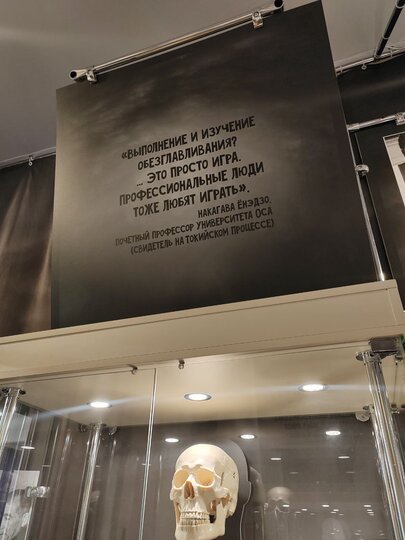 «ВЫПОЛНЕНИЕ И ИЗУЧЕНИЕ
ОБЕЗГЛАВЛИВАНИЯ?
... ЭТО ПРОСТО ИГРА.
ПРОФЕССИОНАЛЬНЫЕ ЛЮДИ
ТОЖЕ ЛЮБЯТ ИГРАТЬ».
НАКАГАВА ЁНЭДЗО,
ПОЧЕТНЫЙ ПРОФЕССОР УНИВЕРСИТЕТА ОСА
(СВИДЕТЕЛЬ НА ТОКИЙСКОМ ПРОЦЕССЕ)